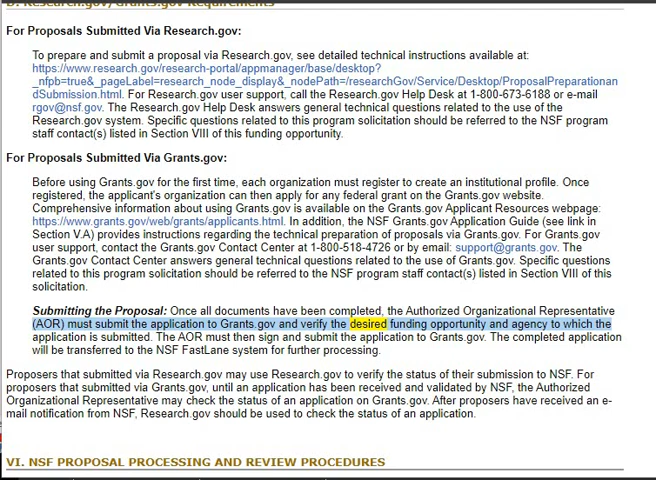 D. Research.gov/Grants.gov Requirements
For Proposals Submitted Via Research.gov:
To prepare and submit a proposal via Research.gov, see detailed technical instructions available at:
https://www.research.gov/research-portal/appmanager/base/desktop?
_nfpb=true&_pageLabel=research_node_display&_nodePath=/researchGov/Service/Desktop/ProposalPreparationan
dSubmission.html. For Research.gov user support, call the Research.gov Help Desk at 1-800-673-6188 or e-mail
rgov@nsf.gov. The Research.gov Help Desk answers general technical questions related to the use of the
Research.gov system. Specific questions related to this program solicitation should be referred to the NSF program
staff contact(s) listed in Section VIII of this funding opportunity.
For Proposals Submitted Via Grants.gov:
Before using Grants.gov for the first time, each organization must register to create an institutional profile. Once
registered, the applicant's organization can then apply for any federal grant on the Grants.gov website.
Comprehensive information about using Grants.gov is available on the Grants.gov Applicant Resources webpage:
https://www.grants.gov/web/grants/applicants.html. In addition, the NSF Grants.gov Application Guide (see link in
Section V.A) provides instructions regarding the technical preparation of proposals via Grants.gov. For Grants.gov
user support, contact the Grants.gov Contact Center at 1-800-518-4726 or by email: support@grants.gov. The
Grants.gov Contact Center answers general technical questions related to the use of Grants.gov. Specific questions
related to this program solicitation should be referred to the NSF program staff contact(s) listed in Section VIII of this
solicitation.
Submitting the Proposal: Once all documents have been completed, the Authorized Organizational Representative
(AOR) must submit the application to Grants.gov and verify the desired funding opportunity and agency to which the
application is submitted. The AOR must then sign and submit the application to Grants.gov. The completed application
will be transferred to the NSF FastLane system for further processing.
Proposers that submitted via Research.gov may use Research.gov to verify the status of their submission to NSF. For
proposers that submitted via Grants.gov, until an application has been received and validated by NSF, the Authorized
Organizational Representative may check the status of an application on Grants.gov. After proposers have received an e-
mail notification from NSF, Research.gov should be used to check the status of an application.
VI. NSF PROPOSAL PROCESSING AND REVIEW PROCEDURES